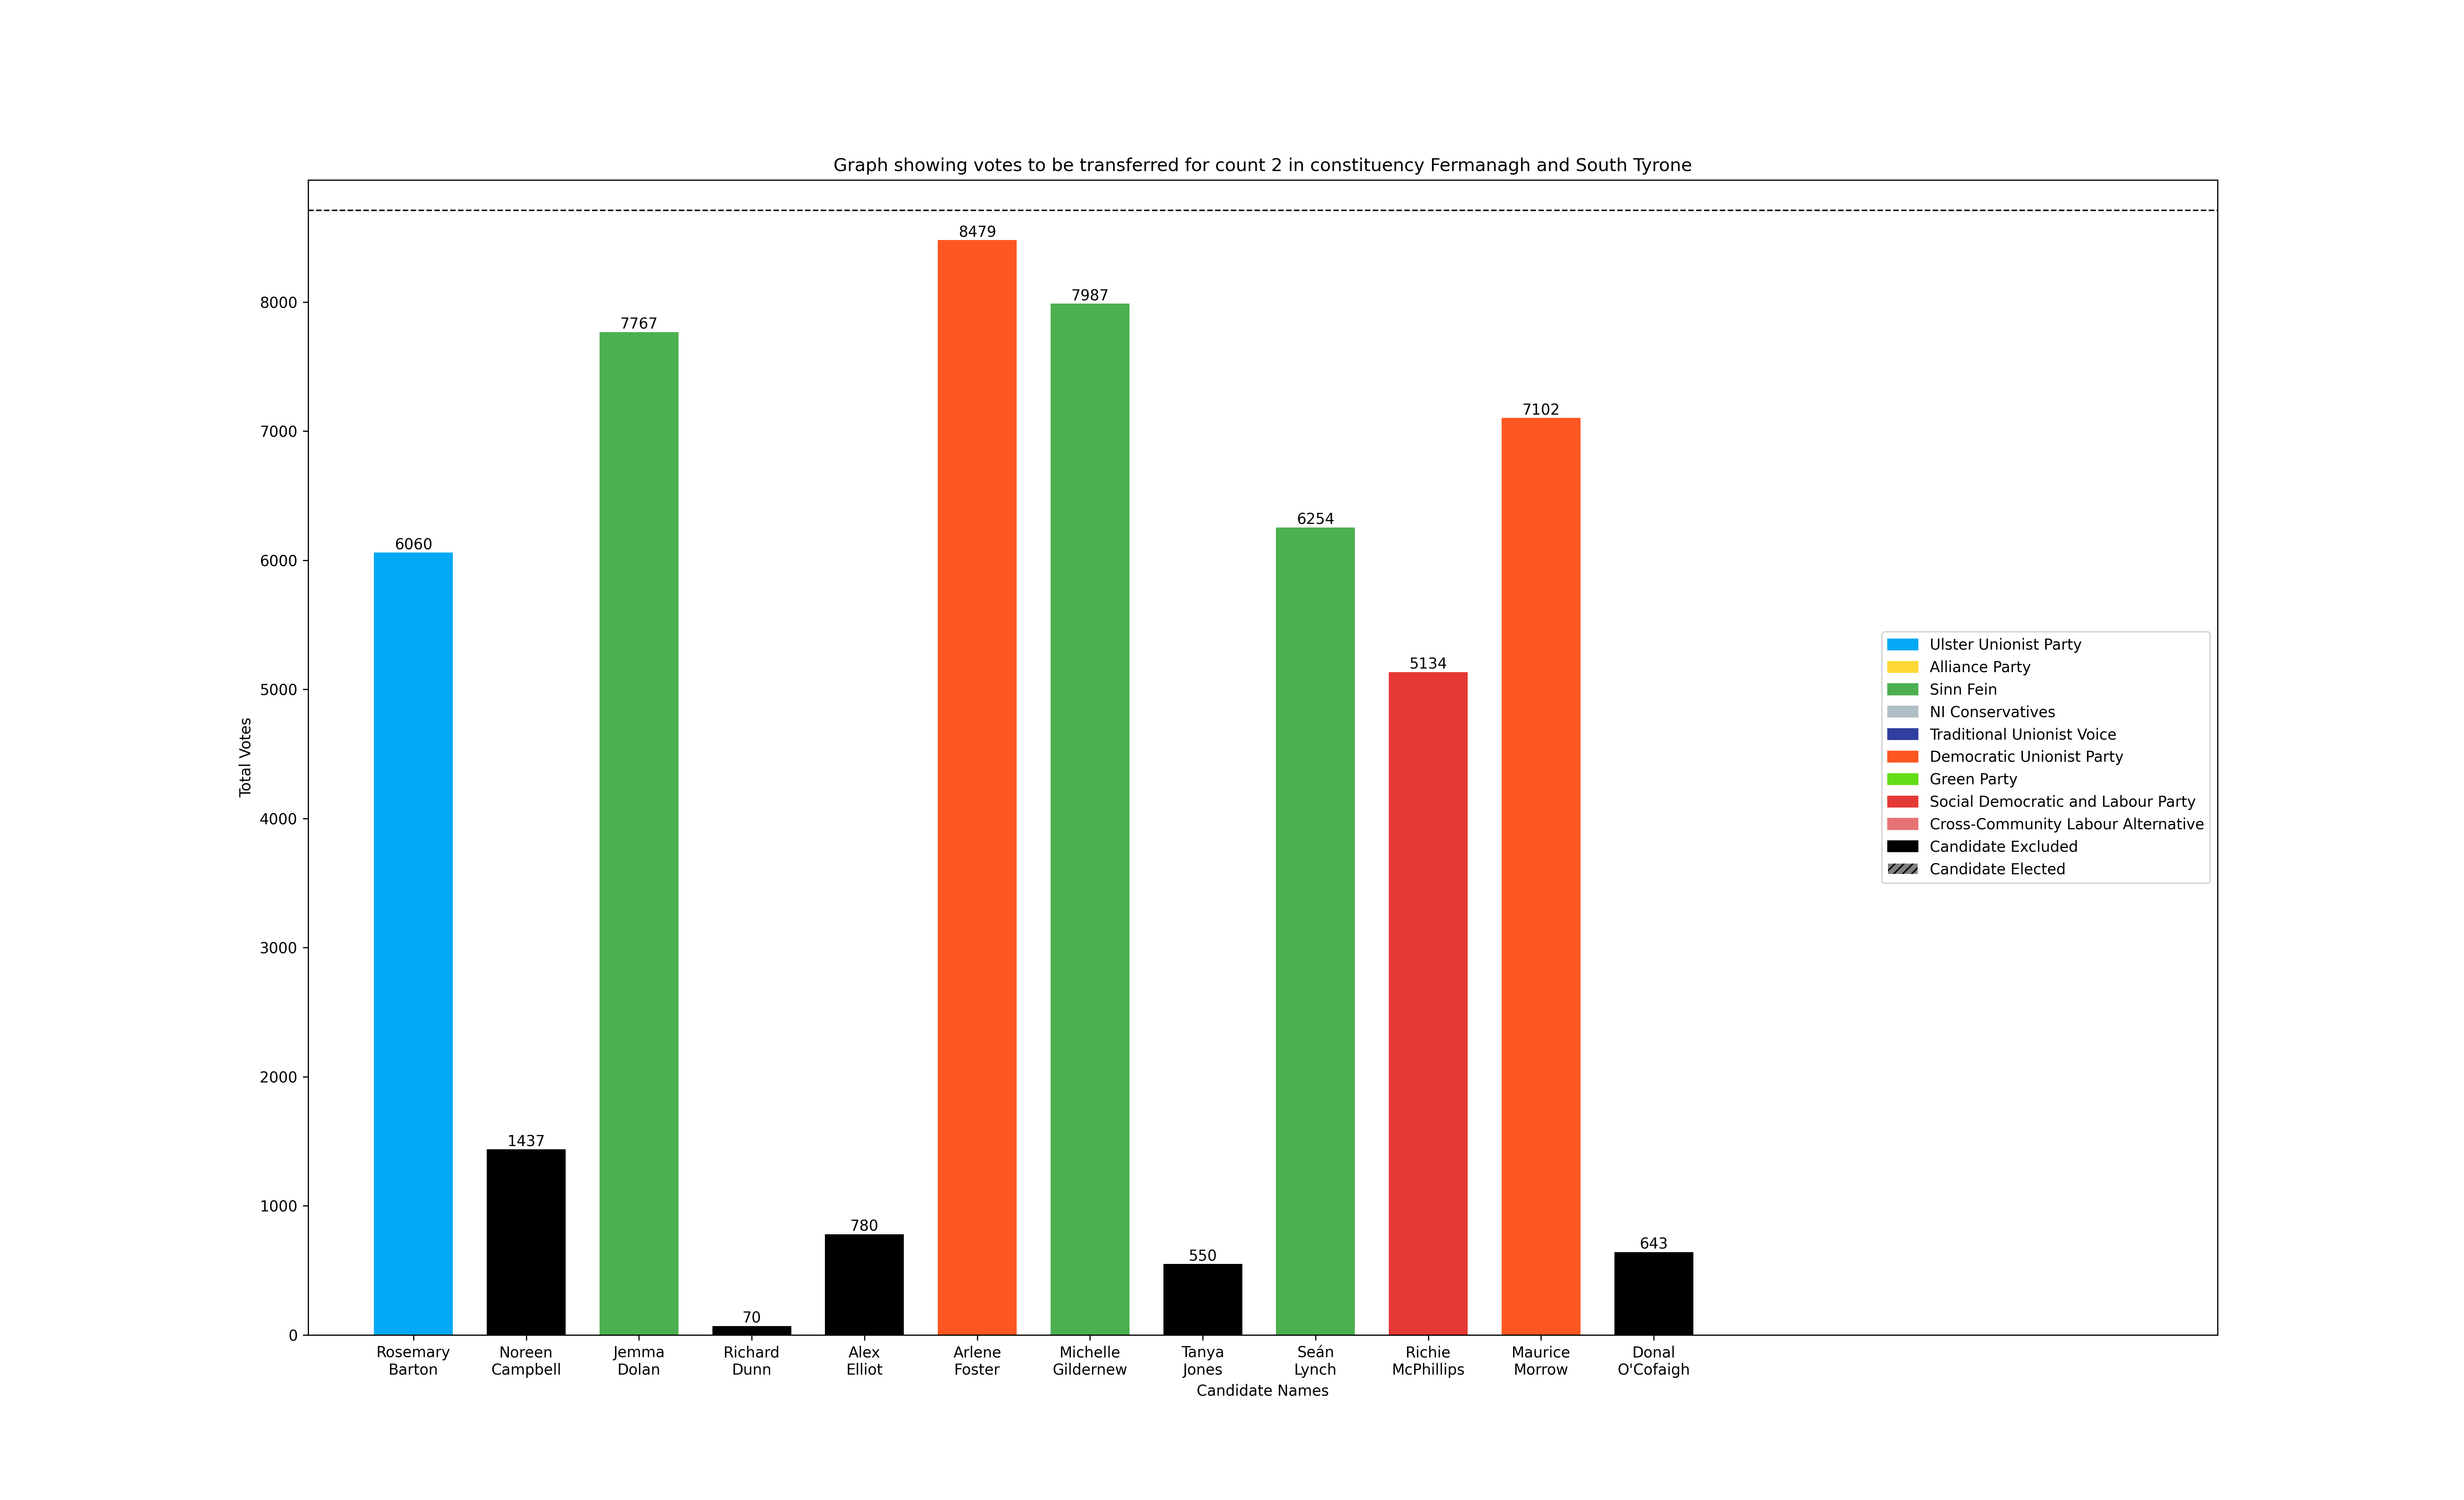 Graph showing votes to be transferred for count 2 in constituency Fermanagh and South Tyrone
Total Votes
8000
7000
6000
5000
4000
3000
2000
1000
0
6060
1437
7767
70
780
8479
7987
550
6254
5134
7102
643
Rosemary
Barton
Noreen
Campbell
Jemma
Dolan
Richard
Dunn
Alex
Elliot
Arlene
Foster
Michelle
Gildernew
Tanya
Jones
Seán
Lynch
Richie
McPhillips
Maurice
Morrow
Donal
O'Cofaigh
Candidate Names
Ulster Unionist Party
Alliance Party
Sinn Fein
NI Conservatives
Traditional Unionist Voice
Democratic Unionist Party
Green Party
Social Democratic and Labour Party
Cross-Community Labour Alternative
Candidate Excluded
Candidate Elected